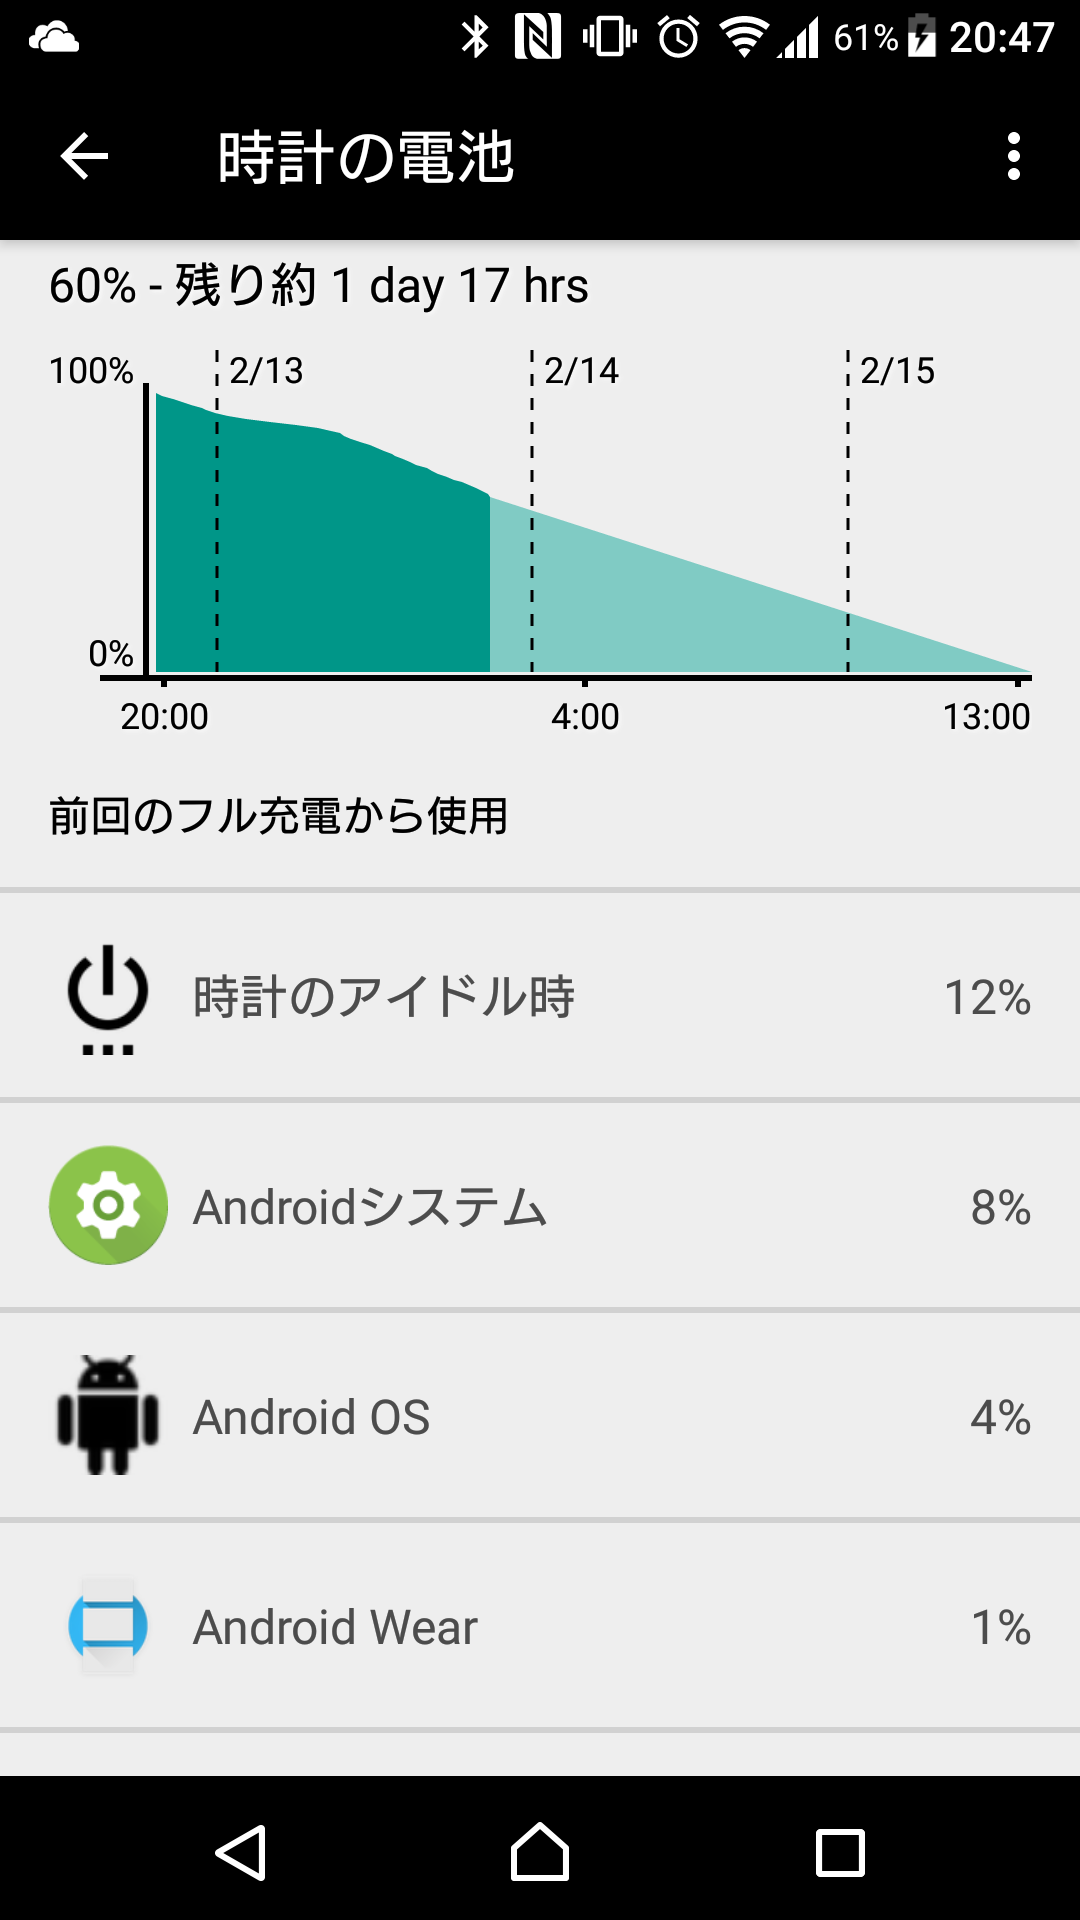 61% 20:47
時計の電池
60% - 残り約 1 day 17 hrs
100% 2/13 2/14 2/15
0%
20:00 4:00 13:00
前回のフル充電から使用
時計のアイドル時 12%
Androidシステム 8%
Android OS 4%
Android Wear 1%